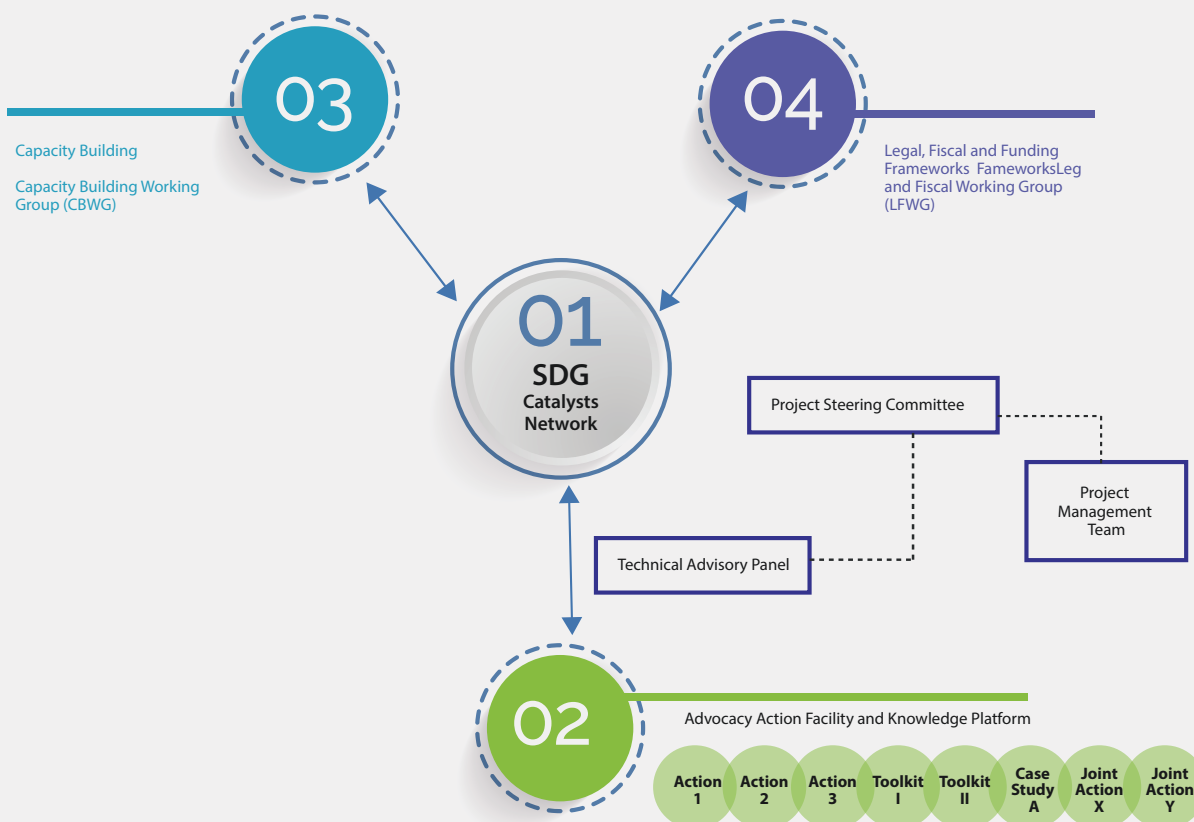 03
Capacity Building
Capacity Building Working
Group (CBWG)
04
Legal, Fiscal and Funding
Frameworks  FameworksLeg
and Fiscal Working Group
(LFWG)
01
SDG
Catalysts
Network
Project Steering Committee
Project
Management
Team
Technical Advisory Panel
02
Advocacy Action Facility and Knowledge Platform
Action
1
Action
2
Action
3
Toolkit
I
Toolkit
II
Case
Study
A
Joint
Action
X
Joint
Action
Y